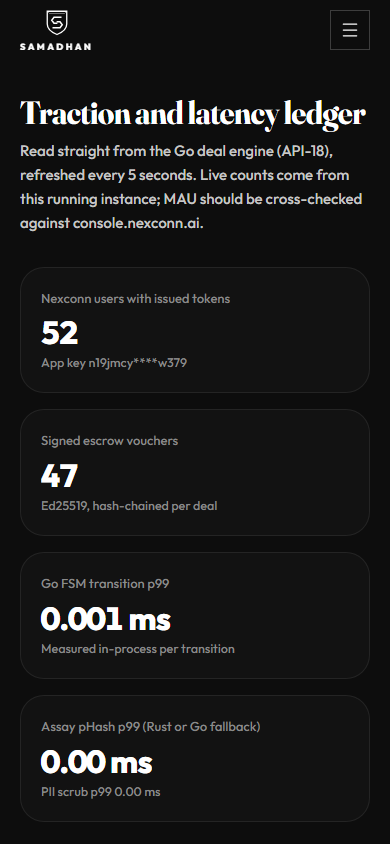 SAMADHAN
Traction and latency ledger
Read straight from the Go deal engine (API-18),
refreshed every 5 seconds. Live counts come from
this running instance; MAU should be cross-checked
against console.nexconn.ai.
Nexconn users with issued tokens
52
App key n19jmcy****w379
Signed escrow vouchers
47
Ed25519, hash-chained per deal
Go FSM transition p99
0.001 ms
Measured in-process per transition
Assay pHash p99 (Rust or Go fallback)
0.00 ms
PII scrub p99 0.00 ms